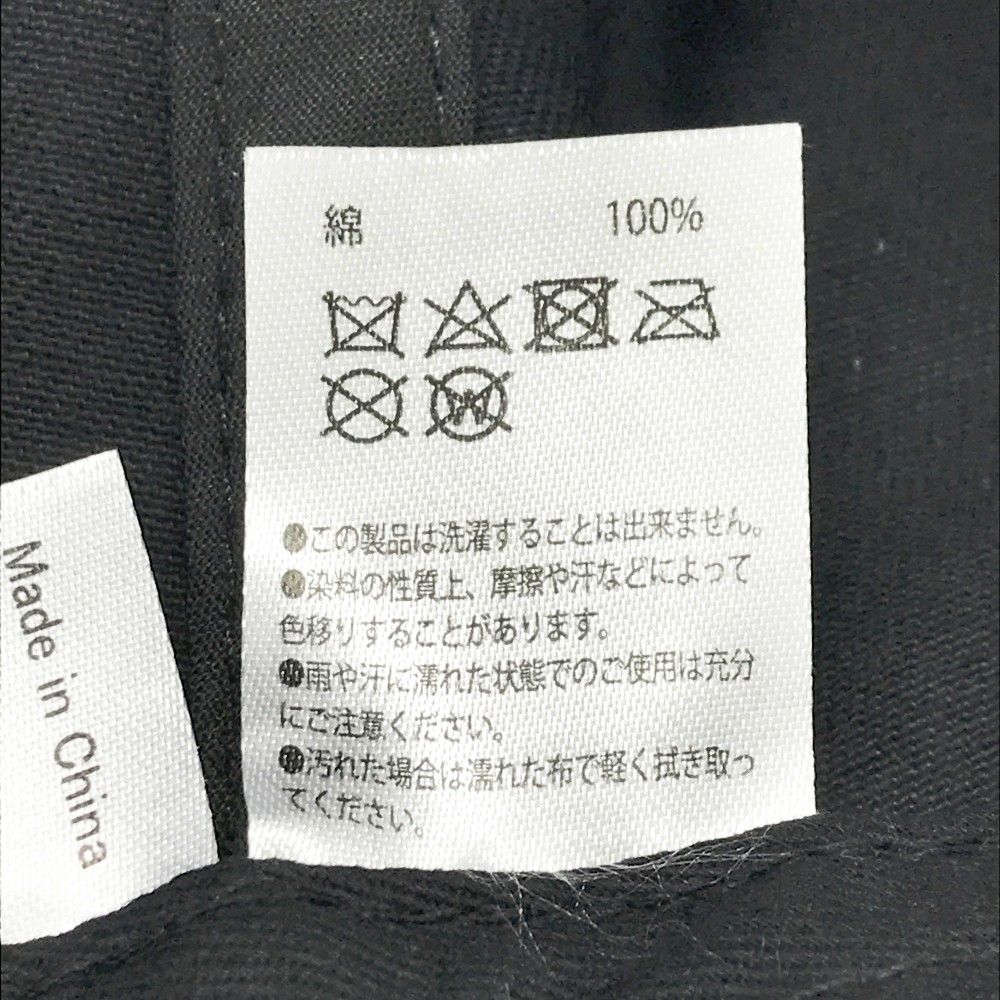 綿 100%
W
●この製品は洗濯することは出来ません。
●染料の性質上、摩擦や汗などによって
色移りすることがあります。
●雨や汗に濡れた状態でのご使用は充分
にご注意ください。
●汚れた場合は濡れた布で軽く拭き取っ
てください。
Made in China